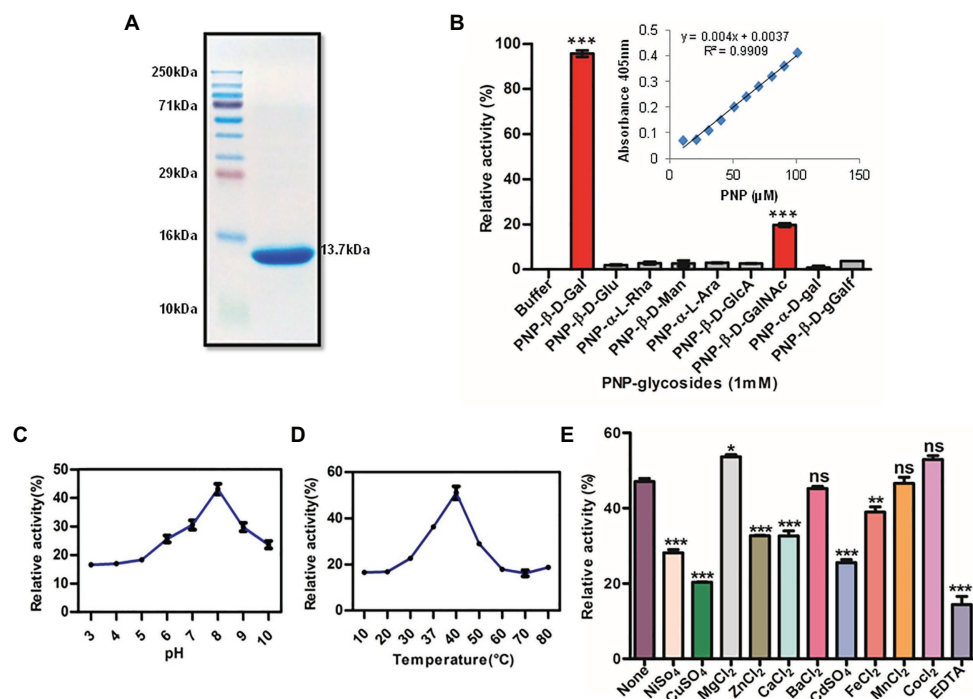 A
250kDa
71kDa
29kDa
16kDa
10kDa
13.7kDa
B
Relative activity (%)
100
80
60
40
20
0
***
***
Buffer
PNP-β-D-Gal
PNP-β-D-Glu
PNP-α-L-Rha
PNP-β-D-Man
PNP-α-L-Ara
PNP-β-D-GlcA
PNP-β-D-GalNAc
PNP-α-D-gal
PNP-β-D-gGalf
PNP-glycosides (1mM)
y = 0.004x + 0.0037
R² = 0.9909
Absorbance 405nm
0.5
0.4
0.3
0.2
0.1
0
0 50 100 150
PNP (µM)
C
Relative activity(%)
50
40
30
20
10
0
3 4 5 6 7 8 9 10
pH
D
Relative activity(%)
60
40
20
0
10 20 30 37 40 50 60 70 80
Temperature(°C)
E
Relative activity(%)
60
40
20
0
*** *** * *** *** ns *** ** ns ns ***
None
NiSo₄
CuSO₄
MgCl₂
ZnCl₂
CaCl₂
BaCl₂
CdSO₄
FeCl₂
MnCl₂
Cocl₂
EDTA